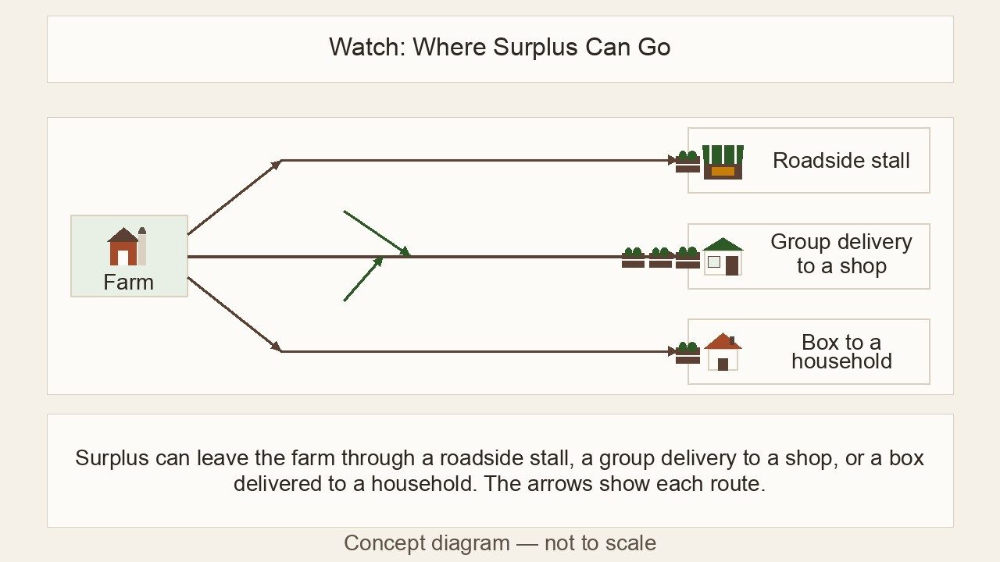 Watch: Where Surplus Can Go
Roadside stall
Farm
Group delivery
to a shop
Box to a
household
Surplus can leave the farm through a roadside stall, a group delivery to a shop, or a box
delivered to a household. The arrows show each route.
Concept diagram — not to scale